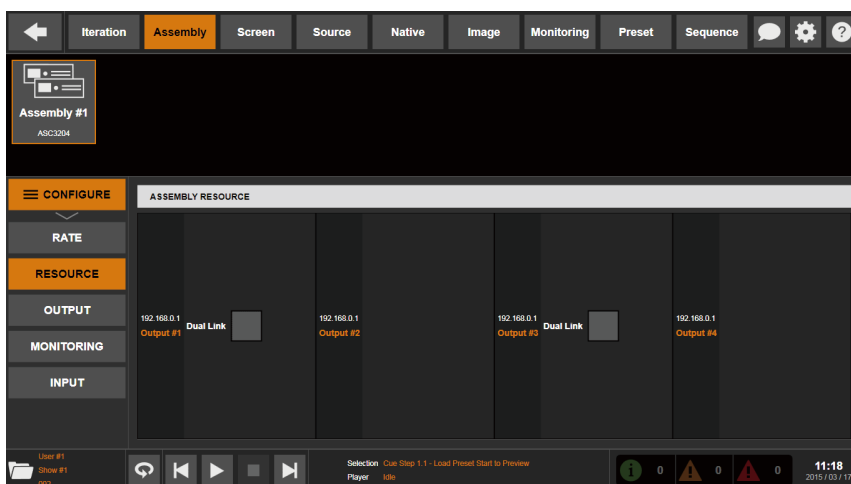 Iteration
Assembly
Screen
Source
Native
Image
Monitoring
Preset
Sequence
?
Assembly #1
ASC3204
CONFIGURE
RATE
RESOURCE
OUTPUT
MONITORING
INPUT
ASSEMBLY RESOURCE
192.168.0.1
Output #1
Dual Link
192.168.0.1
Output #2
192.168.0.1
Output #3
Dual Link
192.168.0.1
Output #4
User #1
Show #1
Selection Cue Step 1.1 - Load Preset Start to Preview
Player Idle
i 0
0
0
11:18
2015 / 03 / 17